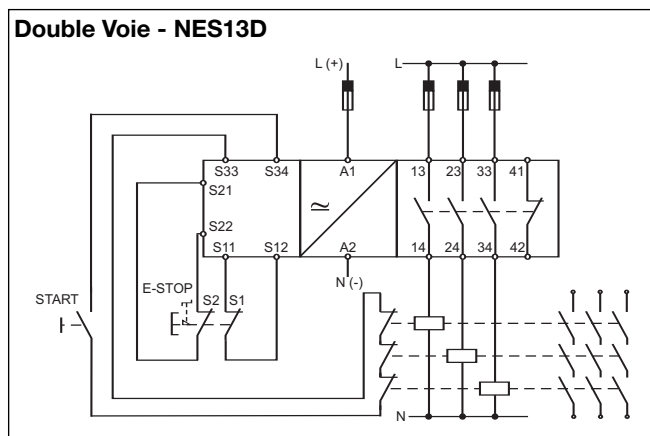 Double Voie - NES13D
L (+)
L
S33
S34
A1
13
23
33
41
S21
S22
S11
S12
A2
14
24
34
42
N (-)
E-STOP
S2
S1
START
N